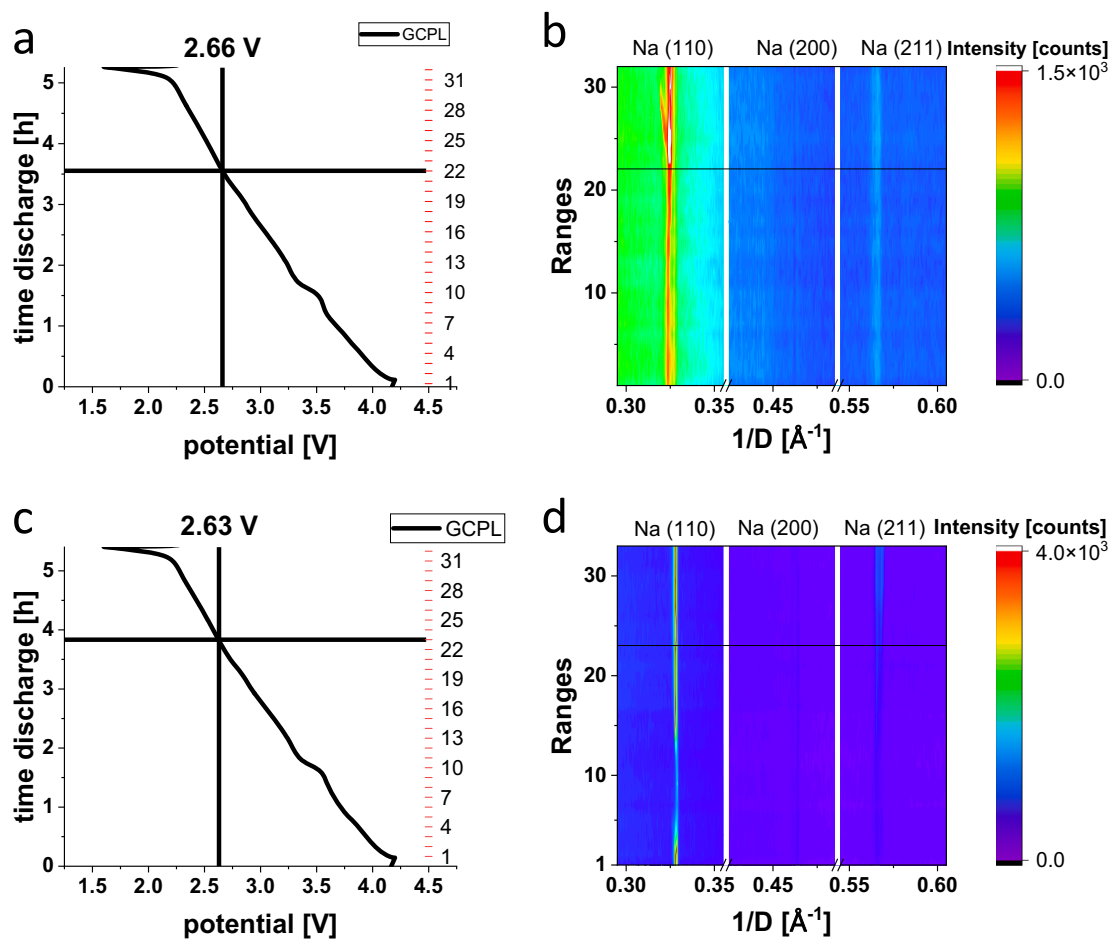 a
2.66 V
GCPL
time discharge [h]
5
4
3
2
1
0
31
28
25
22
19
16
13
10
7
4
1
1.5 2.0 2.5 3.0 3.5 4.0 4.5
potential [V]
b
Na (110) Na (200) Na (211) Intensity [counts]
1.5×10³
0.0
Ranges
30
20
10
0.30 0.35 0.45 0.55 0.60
1/D [Å⁻¹]
c
2.63 V
GCPL
time discharge [h]
5
4
3
2
1
0
31
28
25
22
19
16
13
10
7
4
1
1.5 2.0 2.5 3.0 3.5 4.0 4.5
potential [V]
d
Na (110) Na (200) Na (211) Intensity [counts]
4.0×10³
0.0
Ranges
30
20
10
1
0.30 0.35 0.45 0.55 0.60
1/D [Å⁻¹]